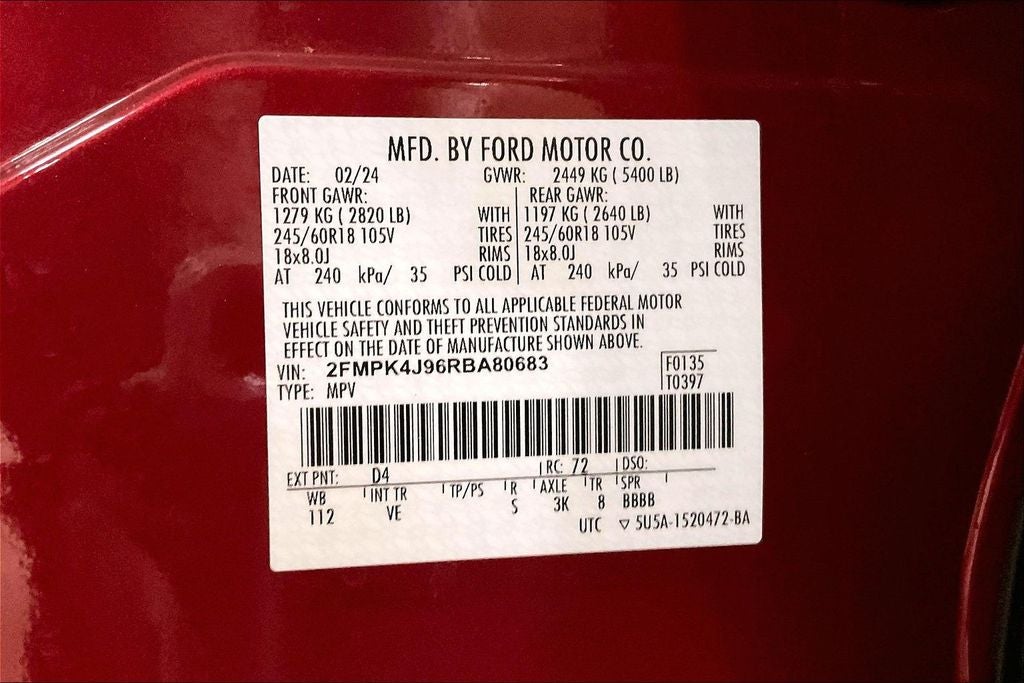 MFD. BY FORD MOTOR CO.
DATE: 02/24 GVWR: 2449 KG ( 5400 LB)
FRONT GAWR: REAR GAWR:
1279 KG ( 2820 LB) WITH 1197 KG ( 2640 LB) WITH
245/60R18 105V TIRES 245/60R18 105V TIRES
18x8.0J RIMS 18x8.0J RIMS
AT 240 kPa/ 35 PSI COLD AT 240 kPa/ 35 PSI COLD
THIS VEHICLE CONFORMS TO ALL APPLICABLE FEDERAL MOTOR
VEHICLE SAFETY AND THEFT PREVENTION STANDARDS IN
EFFECT ON THE DATE OF MANUFACTURE SHOWN ABOVE.
VIN: 2FMPK4J96RBA80683 F0135
TYPE: MPV T0397
EXT PNT: D4 RC: 72 DSO:
WB INT TR TP/PS R AXLE TR SPR
112 VE S 3K 8 BBBB
UTC ▽ 5U5A-1520472-BA